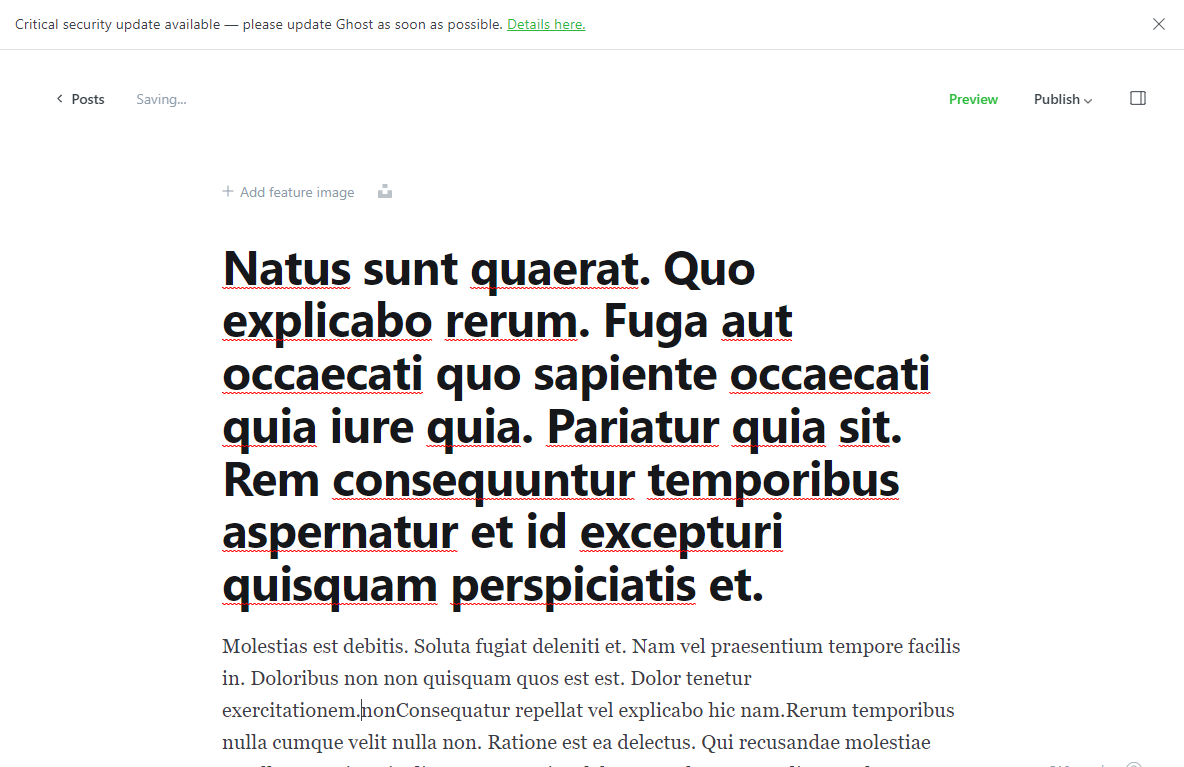 Critical security update available — please update Ghost as soon as possible. Details here.
Posts
Saving...
Preview
Publish
Add feature image
Natus sunt quaerat. Quo
explicabo rerum. Fuga aut
occaecati quo sapiente occaecati
quia iure quia. Pariatur quia sit.
Rem consequuntur temporibus
aspernatur et id excepturi
quisquam perspiciatis et.
Molestias est debitis. Soluta fugiat deleniti et. Nam vel praesentium tempore facilis
in. Doloribus non non quisquam quos est est. Dolor tenetur
exercitationem.nonConsequatur repellat vel explicabo hic nam.Rerum temporibus
nulla cumque velit nulla non. Ratione est ea delectus. Qui recusandae molestiae